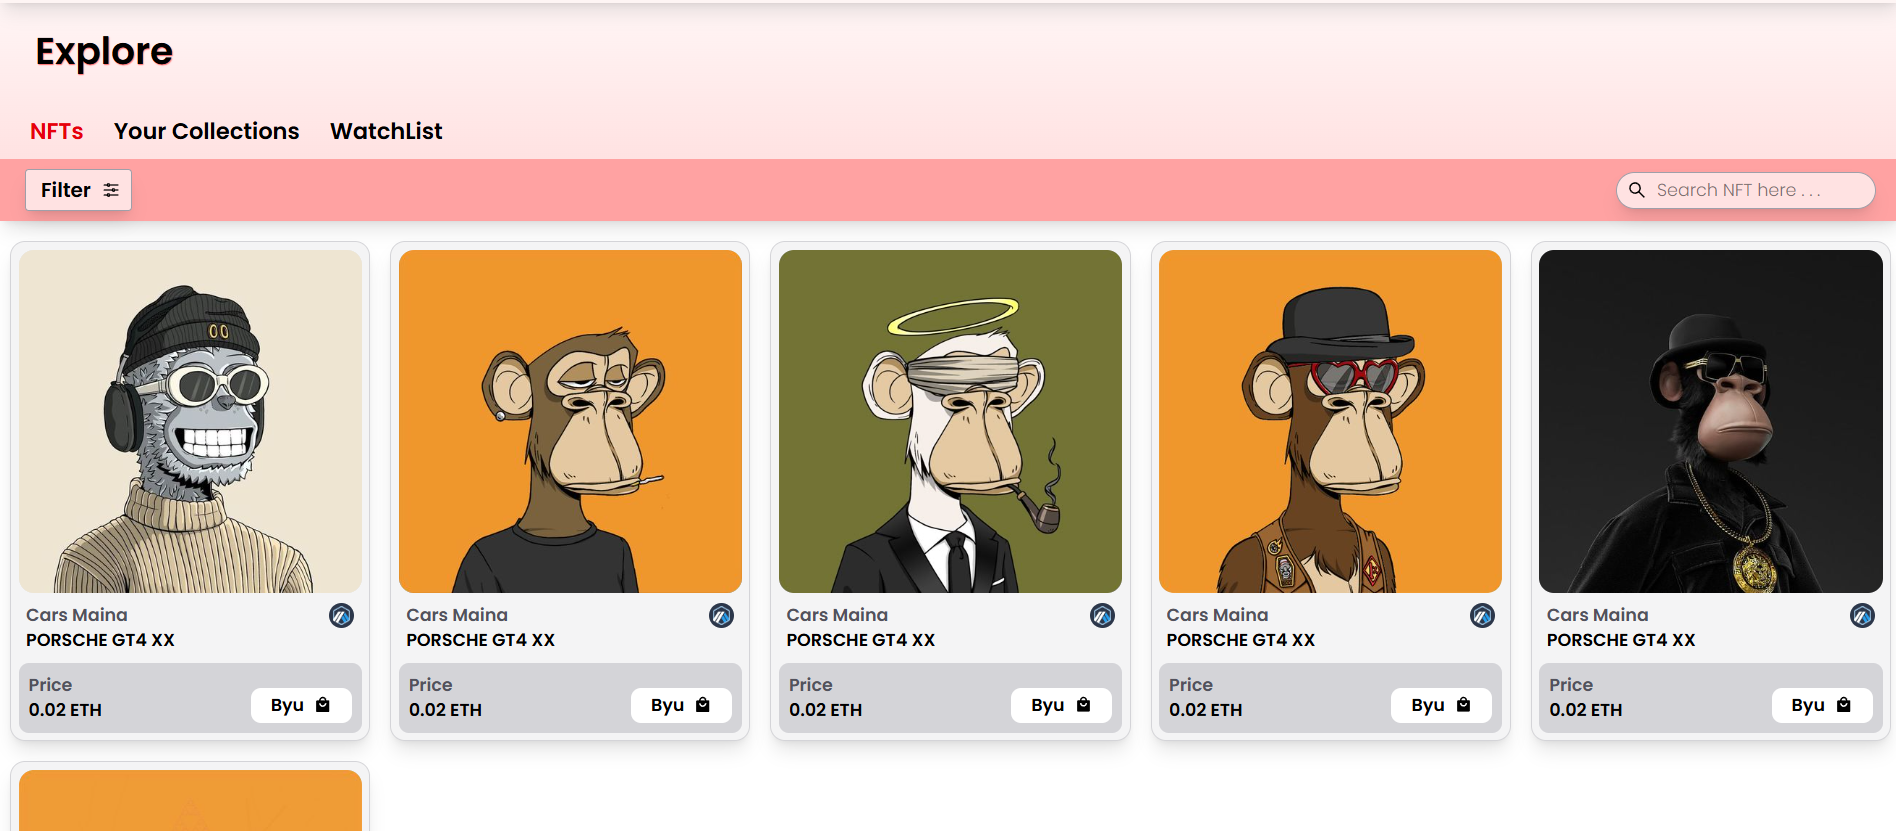 Explore
NFTs Your Collections WatchList
Filter
Search NFT here . . .
Cars Maina
PORSCHE GT4 XX
Price
0.02 ETH
Byu
Cars Maina
PORSCHE GT4 XX
Price
0.02 ETH
Byu
Cars Maina
PORSCHE GT4 XX
Price
0.02 ETH
Byu
Cars Maina
PORSCHE GT4 XX
Price
0.02 ETH
Byu
Cars Maina
PORSCHE GT4 XX
Price
0.02 ETH
Byu